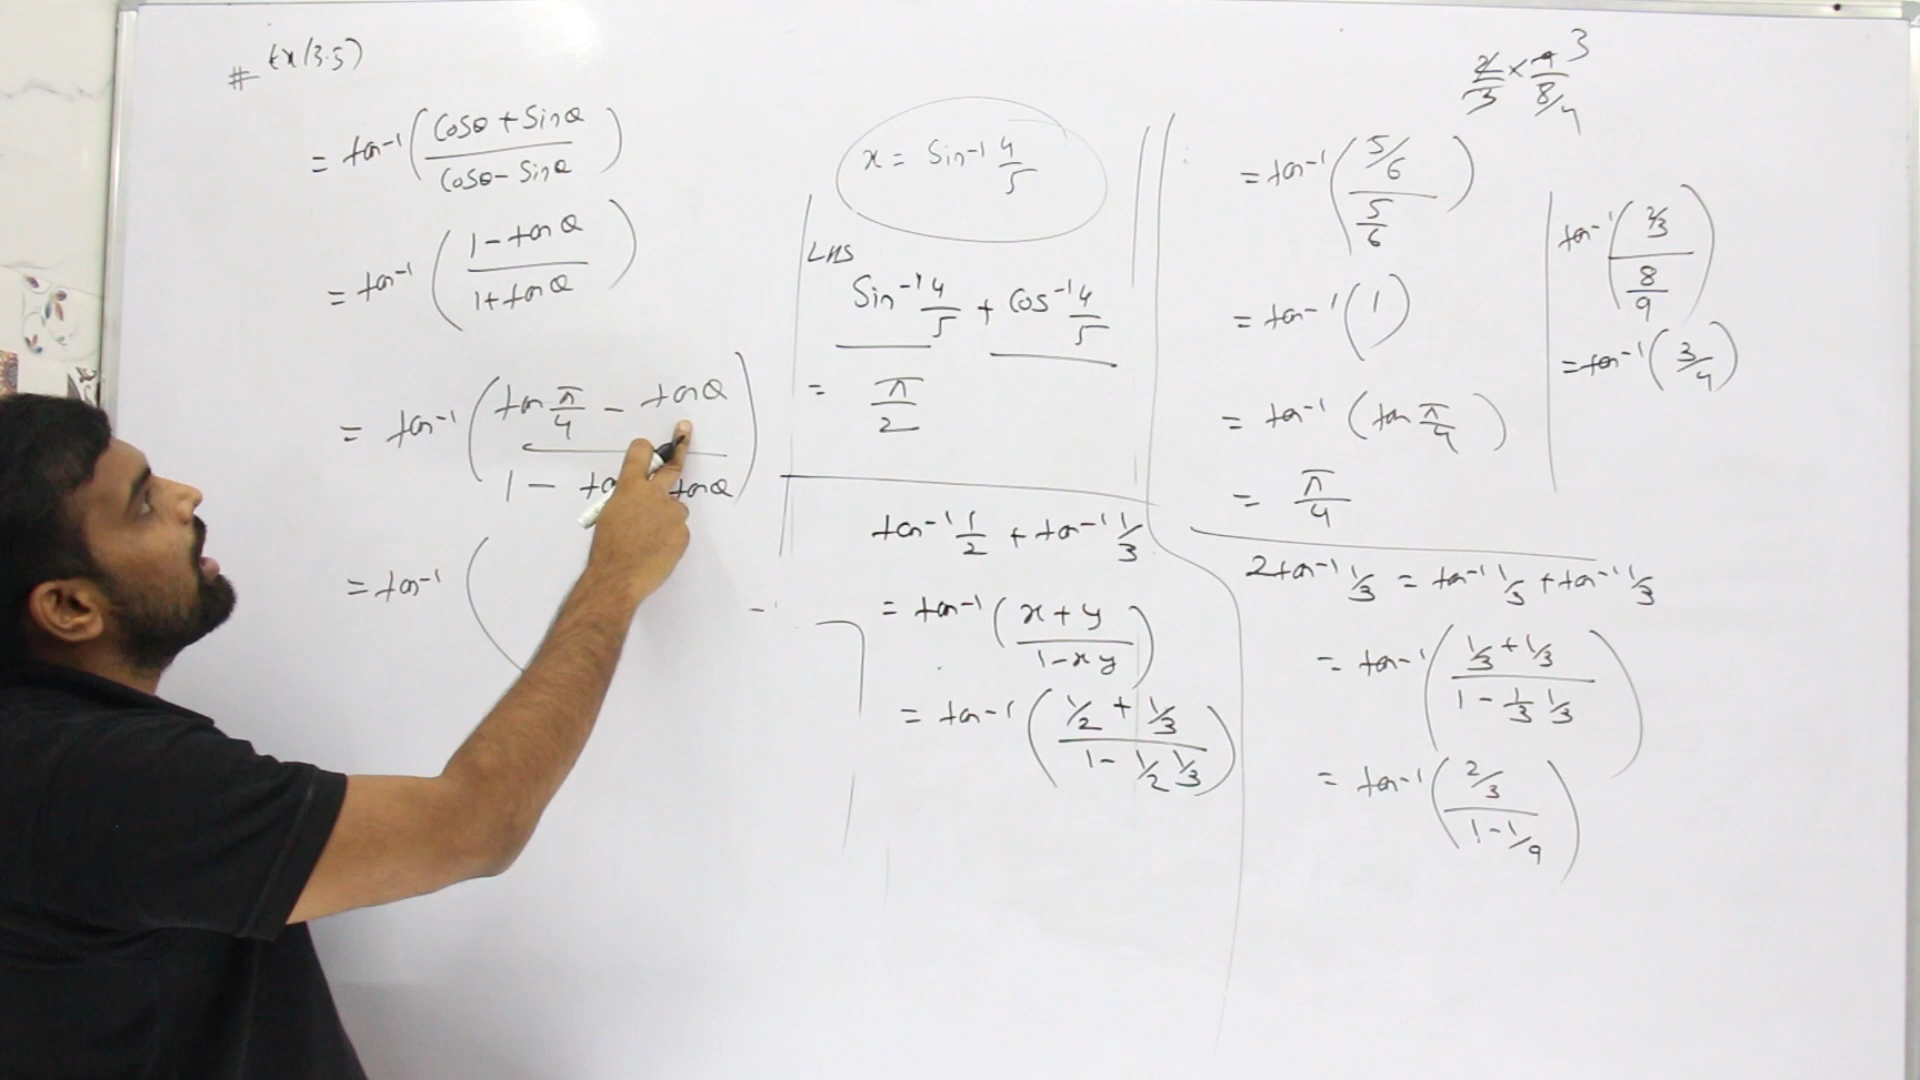 # Ex (3.5)
= tan⁻¹ ( (Cosθ + Sinθ) / (Cosθ - Sinθ) )
= tan⁻¹ ( (1 - tanθ) / (1 + tanθ) )
= tan⁻¹ ( (tan π/4 - tanθ) / (1 - ta tanθ) )
= tan⁻¹ (
x = Sin⁻¹ 4/5
LHS
Sin⁻¹ 4/5 + Cos⁻¹ 4/5
= π/2
tan⁻¹ 1/2 + tan⁻¹ 1/3
= tan⁻¹ ( (x + y) / (1 - xy) )
= tan⁻¹ ( (1/2 + 1/3) / (1 - 1/2 1/3) )
2/3 × 9/8 3 /4
= tan⁻¹ ( (5/6) / (5/6) )
= tan⁻¹ ( 1 )
= tan⁻¹ ( tan π/4 )
= π/4
tan⁻¹ ( (2/3) / (8/9) )
= tan⁻¹ ( 3/4 )
2tan⁻¹ 1/3 = tan⁻¹ 1/3 + tan⁻¹ 1/3
= tan⁻¹ ( (1/3 + 1/3) / (1 - 1/3 1/3) )
= tan⁻¹ ( (2/3) / (1 - 1/9) )